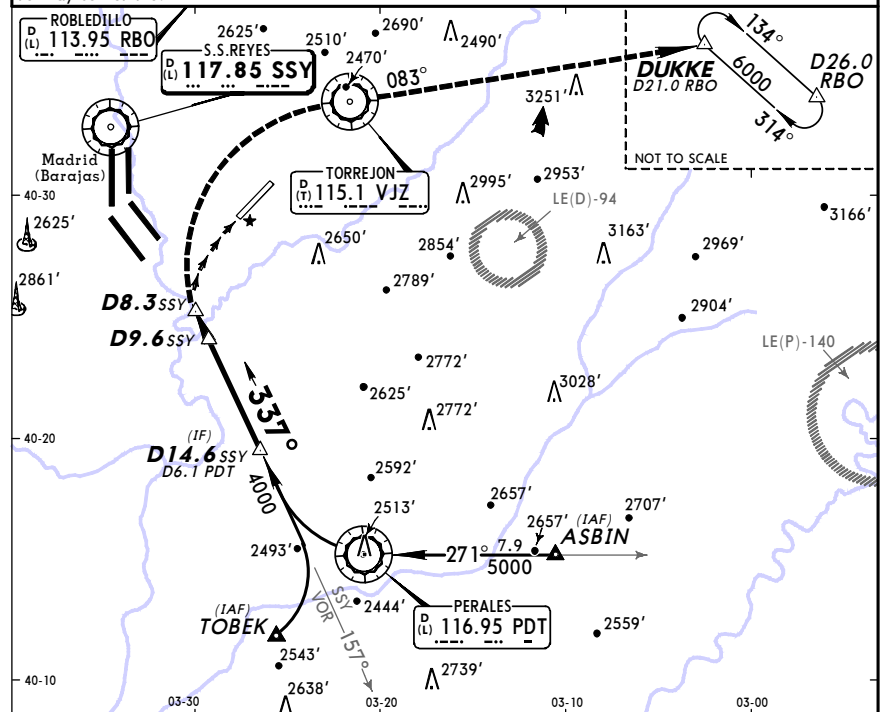 ROBLEDILLO
D
(L) 113.95 RBO
S.S.REYES
D
(L) 117.85 SSY
2625'
2690'
2510'
2490'
2470'
083°
134°
6000
314°
DUKKE
D21.0 RBO
D26.0
RBO
NOT TO SCALE
3251'
Madrid
(Barajas)
TORREJON
D
(T) 115.1 VJZ
2995'
2953'
40-30
LE(D)-94
3166'
2625'
2650'
2854'
3163'
2969'
2861'
2789'
D8.3 SSY
2904'
D9.6 SSY
LE(P)-140
2772'
337°
2625'
3028'
2772'
40-20
(IF)
D14.6 SSY
D6.1 PDT
4000
2592'
2513'
2657'
2707'
2657'
(IAF)
ASBIN
2493'
271°
7.9
5000
SSY
VOR
157°
2444'
PERALES
D
(L) 116.95 PDT
(IAF)
TOBEK
2559'
2543'
2739'
40-10
2638'
03-30
03-20
03-10
03-00